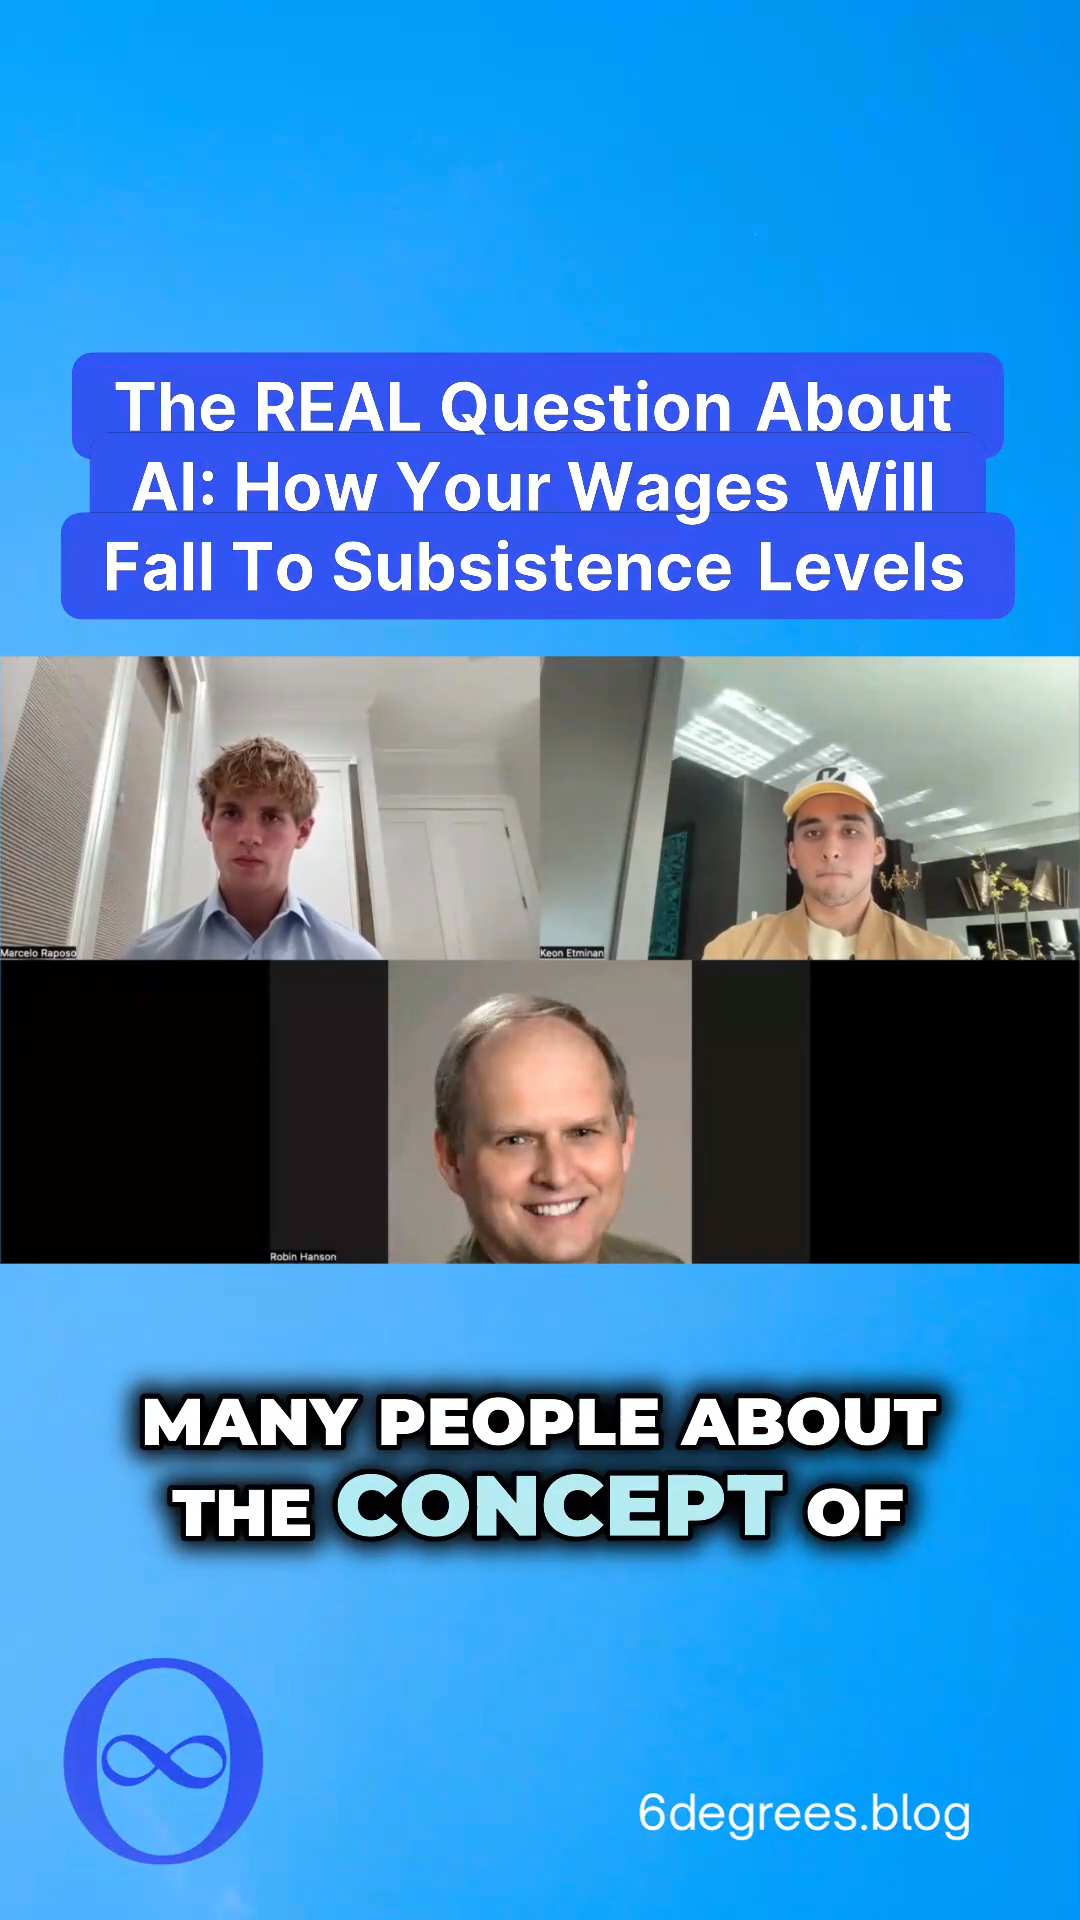 The REAL Question About
AI: How Your Wages Will
Fall To Subsistence Levels
Marcelo Raposo
Keon Etminan
Robin Hanson
MANY PEOPLE ABOUT
THE CONCEPT OF
6degrees.blog